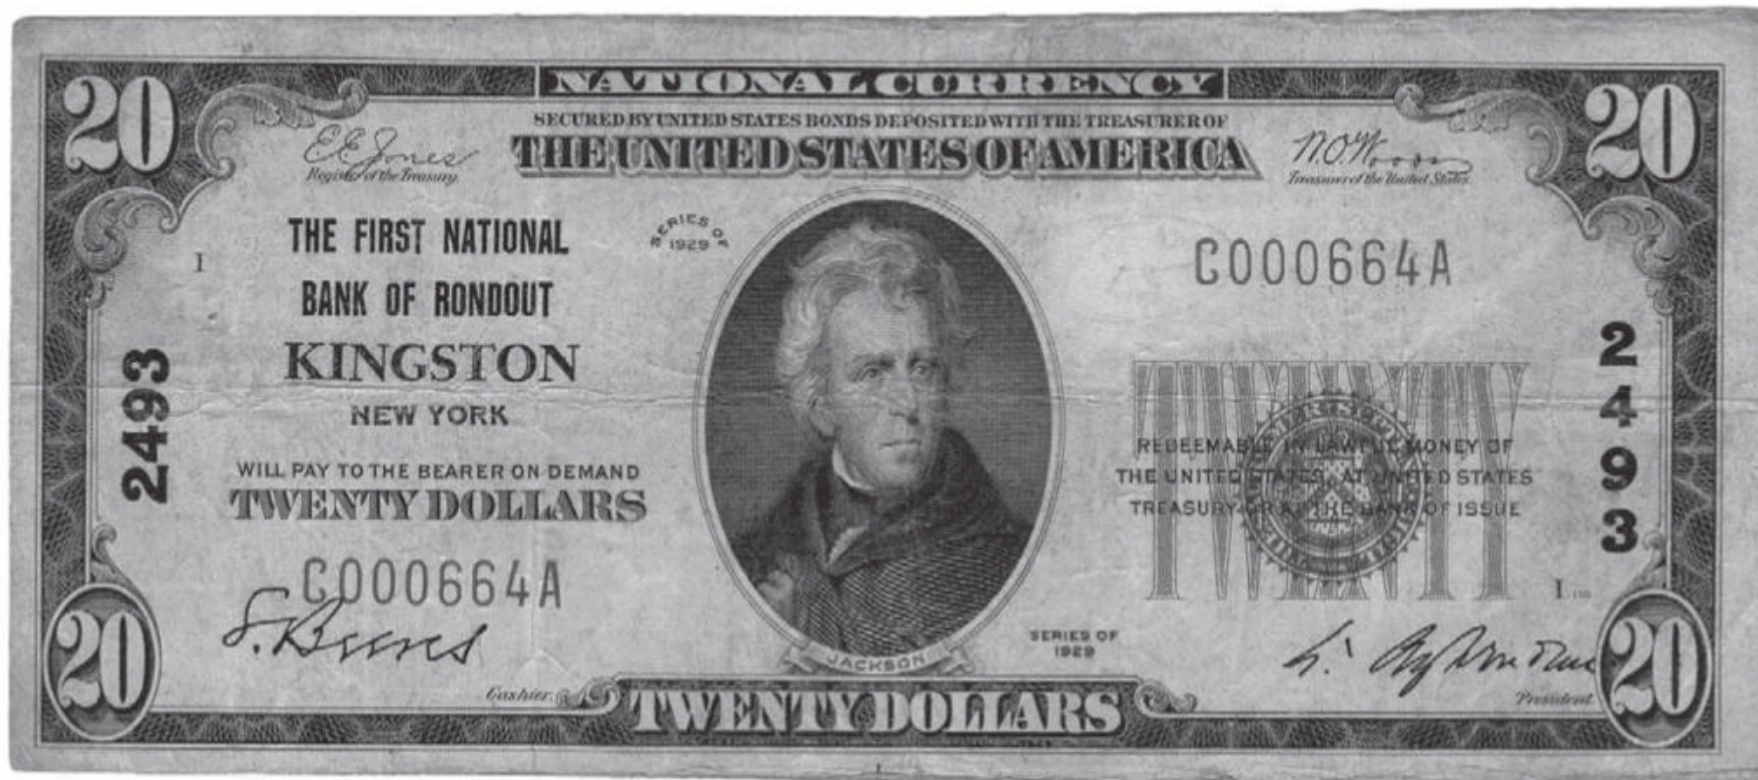 NATIONAL CURRENCY
20
20
SECURED BY UNITED STATES BONDS DEPOSITED WITH THE TREASURER OF
THE UNITED STATES OF AMERICA
E.E. Jones
Register of the Treasury.
W.O. Woods
Treasurer of the United States.
THE FIRST NATIONAL
BANK OF RONDOUT
KINGSTON
NEW YORK
I
SERIES OF
1929
C000664A
2493
2493
WILL PAY TO THE BEARER ON DEMAND
TWENTY DOLLARS
REDEEMABLE IN LAWFUL MONEY OF
THE UNITED STATES, AT UNITED STATES
TREASURY OR AT THE BANK OF ISSUE
TWENTY
C000664A
Cashier.
JACKSON
SERIES OF
1929
I
President
20
TWENTY DOLLARS
20